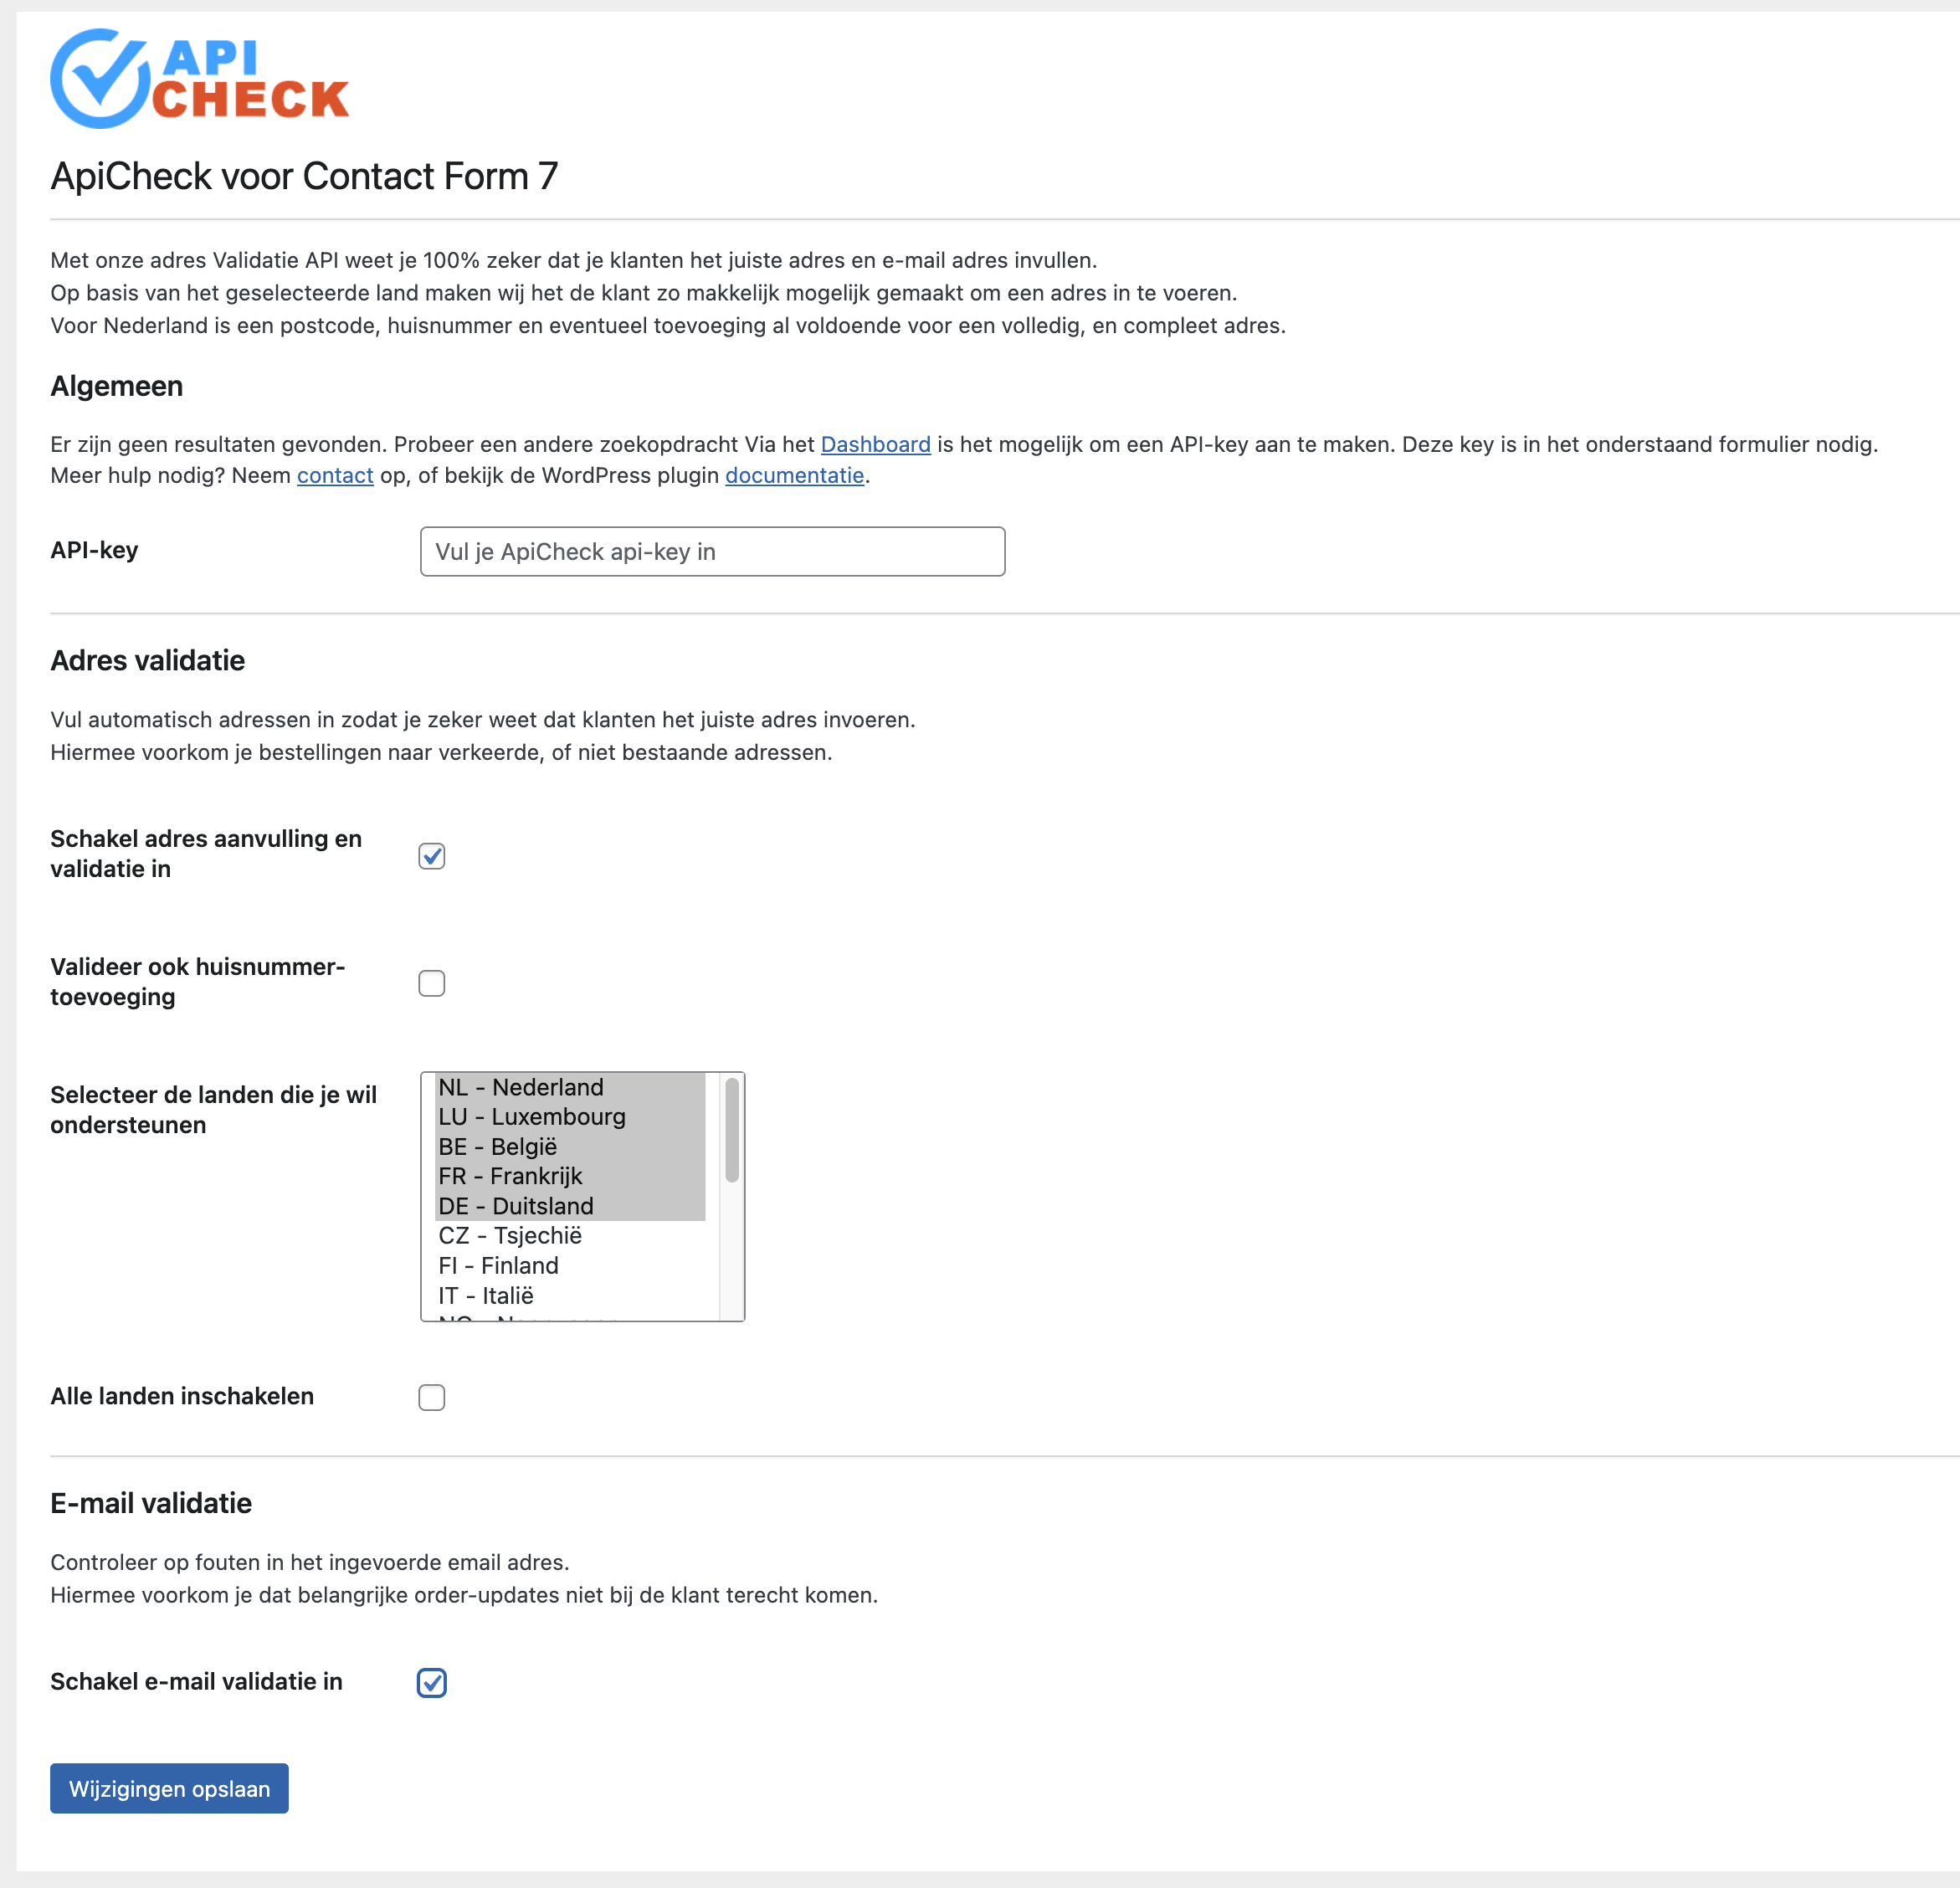 API
CHECK
ApiCheck voor Contact Form 7
Met onze adres Validatie API weet je 100% zeker dat je klanten het juiste adres en e-mail adres invullen.
Op basis van het geselecteerde land maken wij het de klant zo makkelijk mogelijk gemaakt om een adres in te voeren.
Voor Nederland is een postcode, huisnummer en eventueel toevoeging al voldoende voor een volledig, en compleet adres.
Algemeen
Er zijn geen resultaten gevonden. Probeer een andere zoekopdracht Via het Dashboard is het mogelijk om een API-key aan te maken. Deze key is in het onderstaand formulier nodig.
Meer hulp nodig? Neem contact op, of bekijk de WordPress plugin documentatie.
API-key
Vul je ApiCheck api-key in
Adres validatie
Vul automatisch adressen in zodat je zeker weet dat klanten het juiste adres invoeren.
Hiermee voorkom je bestellingen naar verkeerde, of niet bestaande adressen.
Schakel adres aanvulling en
validatie in
Valideer ook huisnummer-
toevoeging
Selecteer de landen die je wil
ondersteunen
NL - Nederland
LU - Luxembourg
BE - België
FR - Frankrijk
DE - Duitsland
CZ - Tsjechië
FI - Finland
IT - Italië
Alle landen inschakelen
E-mail validatie
Controleer op fouten in het ingevoerde email adres.
Hiermee voorkom je dat belangrijke order-updates niet bij de klant terecht komen.
Schakel e-mail validatie in
Wijzigingen opslaan